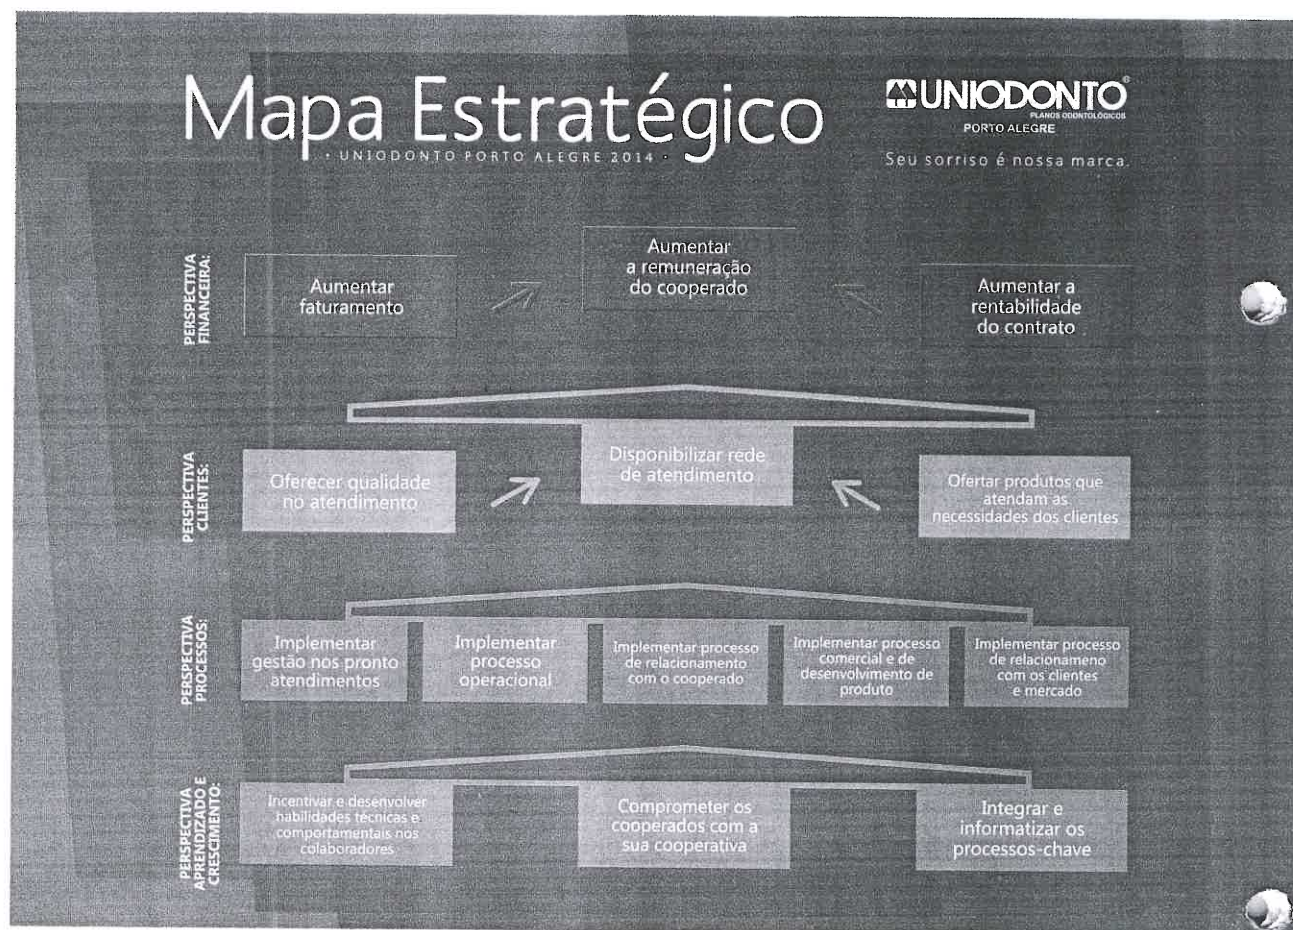 Mapa Estratégico
• UNIODONTO PORTO ALEGRE 2014 •
UNIODONTO®
PLANOS ODONTOLÓGICOS
PORTO ALEGRE
Seu sorriso é nossa marca.
PERSPECTIVA
FINANCEIRA:
Aumentar
faturamento
Aumentar
a remuneração
do cooperado
Aumentar a
rentabilidade
do contrato
PERSPECTIVA
CLIENTES:
Oferecer qualidade
no atendimento
Disponibilizar rede
de atendimento
Ofertar produtos que
atendam as
necessidades dos clientes
PERSPECTIVA
PROCESSOS:
Implementar
gestão nos pronto
atendimentos
Implementar
processo
operacional
Implementar processo
de relacionamento
com o cooperado
Implementar processo
comercial e de
desenvolvimento de
produto
Implementar processo
de relacionameno
com os clientes
e mercado
PERSPECTIVA
APRENDIZADO E
CRESCIMENTO:
Incentivar e desenvolver
habilidades técnicas e
comportamentais nos
colaboradores
Comprometer os
cooperados com a
sua cooperativa
Integrar e
informatizar os
processos-chave